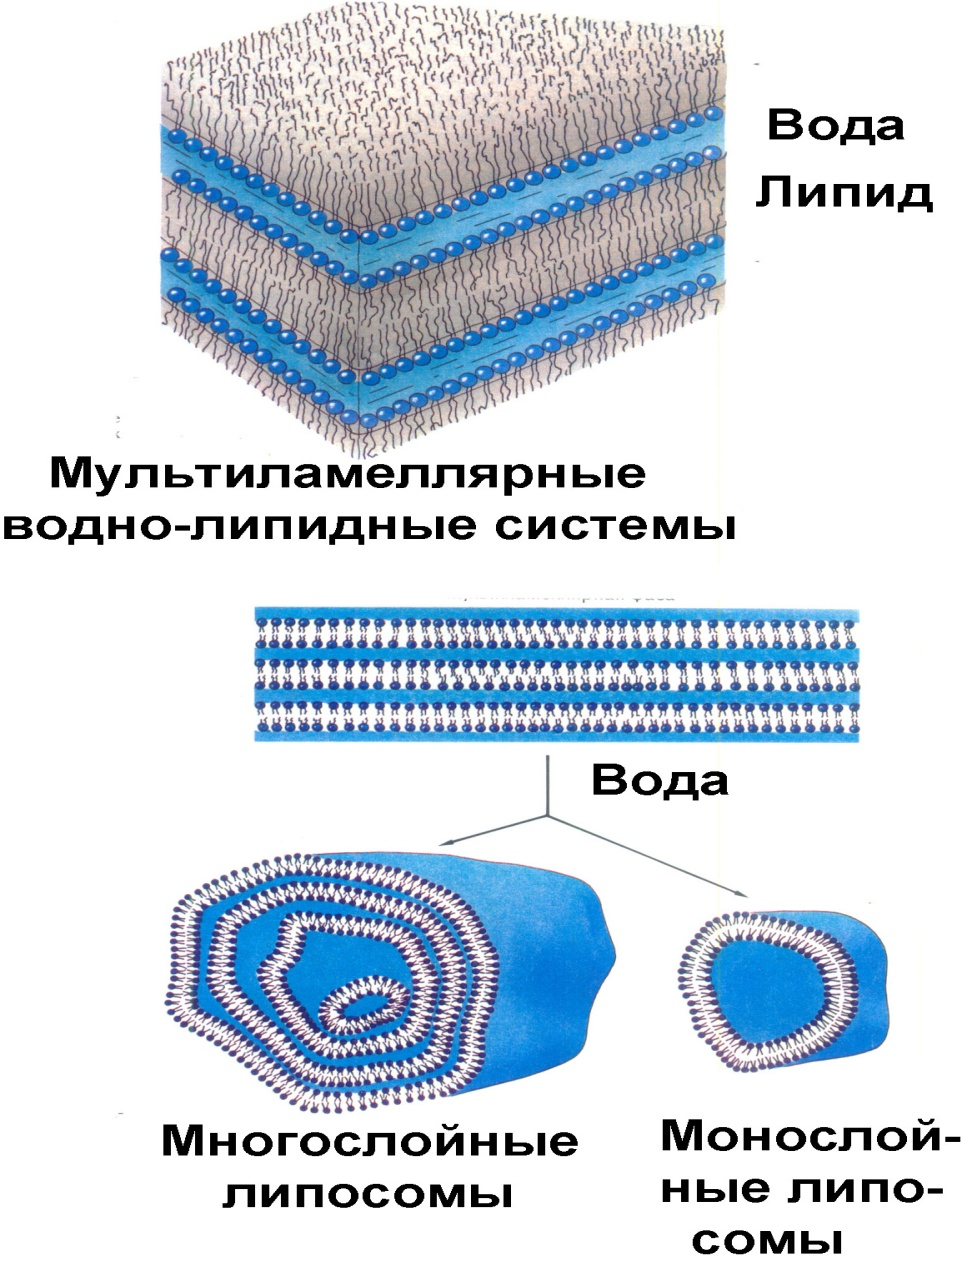 Вода
Липид
Мультиламеллярные
водно-липидные системы
Вода
Многослойные
липосомы
Монослой-
ные липо-
сомы